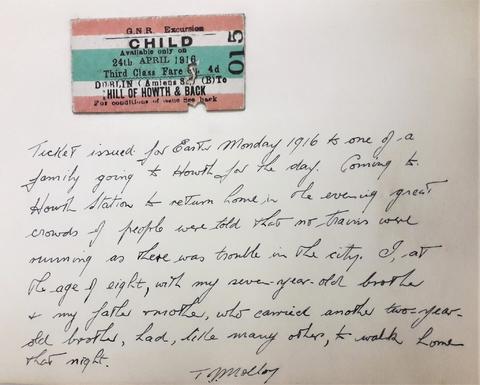 G.N.R. Excursion
CHILD
Available only on
24th APRIL 1916
Third Class Fare 4d
DUBLIN (Amiens St.) (B) To
HILL OF HOWTH & BACK
For conditions of issue See back
015
Ticket issued for Easter Monday 1916 to one of a
family going to Howth for the day. Coming to
Howth Station to return home in the evening great
crowds of people were told that no trains were
running as there was trouble in the city. I, at
the age of eight, with my seven-year-old brother
& my father & mother, who carried another two-year-
old brother, had, like many others, to walk home
that night.
Molloy